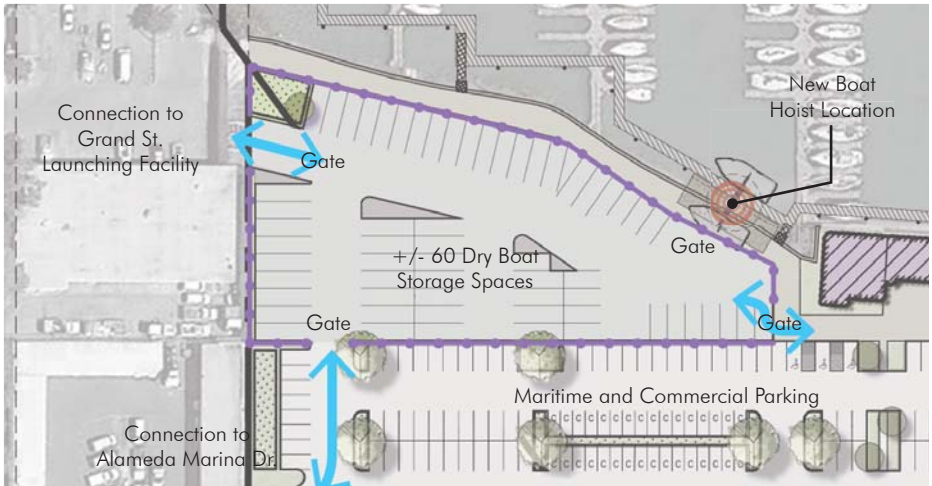 New Boat
Hoist Location
Connection to
Grand St.
Launching Facility
Gate
Gate
+/- 60 Dry Boat
Storage Spaces
Gate
Gate
Maritime and Commercial Parking
Connection to
Alameda Marina Dr.
C C C C C C C C C C C C C C
C C C C C C C C C C C C C C